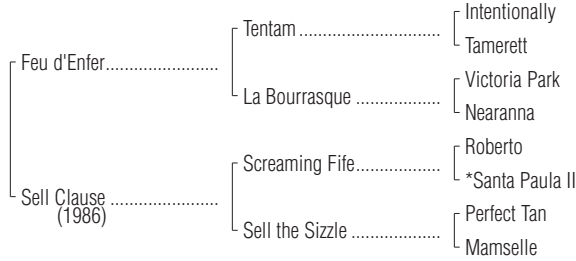 Intentionally
Tentam
Tamerett
Feu d'Enfer
Victoria Park
La Bourrasque
Nearanna
Roberto
Screaming Fife
*Santa Paula II
Sell Clause
(1986)
Perfect Tan
Sell the Sizzle
Mamselle